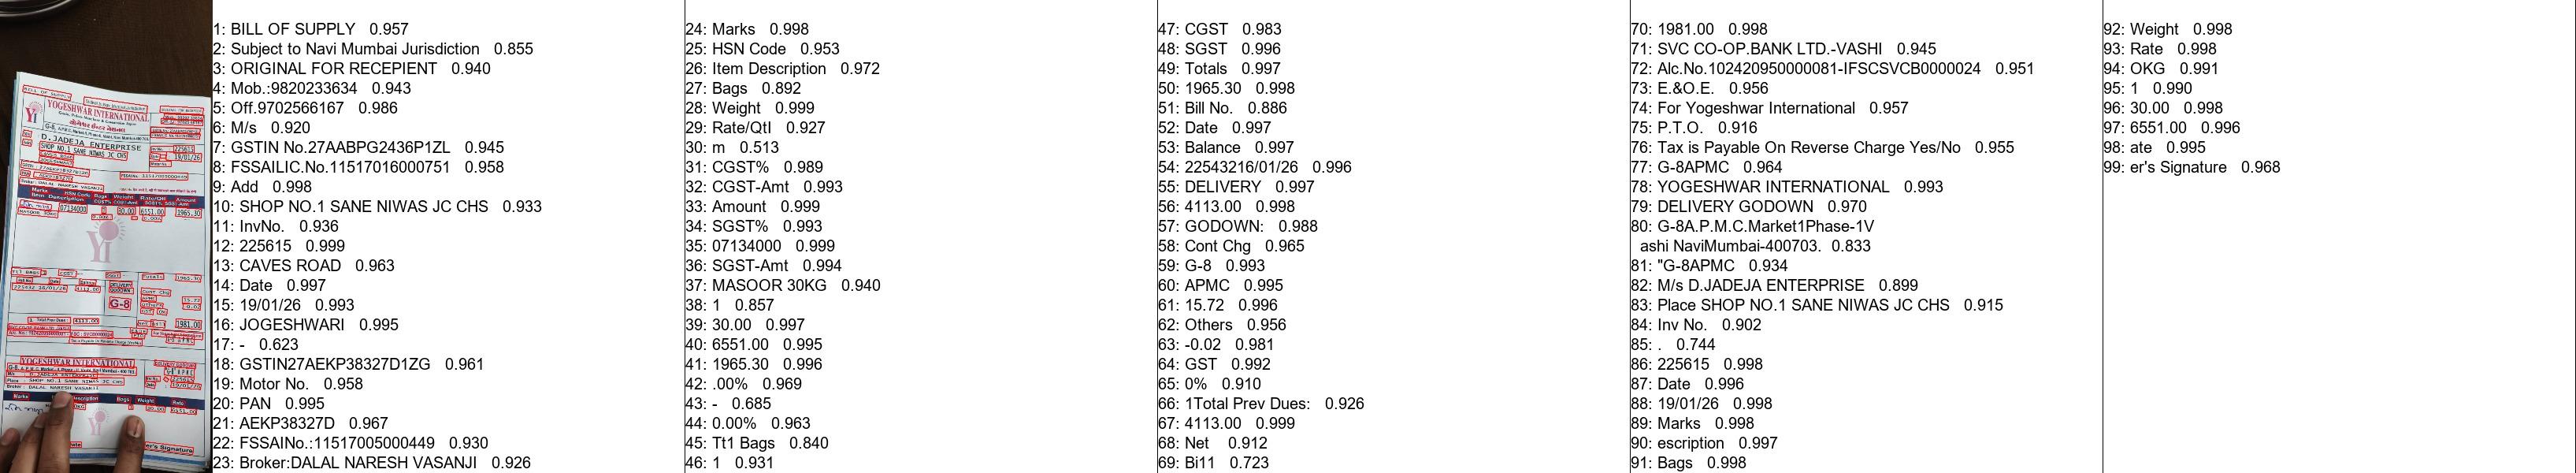 1: BILL OF SUPPLY 0.957
2: Subject to Navi Mumbai Jurisdiction 0.855
3: ORIGINAL FOR RECEPIENT 0.940
4: Mob.:9820233634 0.943
5: Off.9702566167 0.986
6: M/s 0.920
7: GSTIN No.27AABPG2436P1ZL 0.945
8: FSSAILIC.No.11517016000751 0.958
9: Add 0.998
10: SHOP NO.1 SANE NIWAS JC CHS 0.933
11: InvNo. 0.936
12: 225615 0.999
13: CAVES ROAD 0.963
14: Date 0.997
15: 19/01/26 0.993
16: JOGESHWARI 0.995
17: - 0.623
18: GSTIN27AEKP38327D1ZG 0.961
19: Motor No. 0.958
20: PAN 0.995
21: AEKP38327D 0.967
22: FSSAINo.:11517005000449 0.930
23: Broker:DALAL NARESH VASANJI 0.926
24: Marks 0.998
25: HSN Code 0.953
26: Item Description 0.972
27: Bags 0.892
28: Weight 0.999
29: Rate/Qtl 0.927
30: m 0.513
31: CGST% 0.989
32: CGST-Amt 0.993
33: Amount 0.999
34: SGST% 0.993
35: 07134000 0.999
36: SGST-Amt 0.994
37: MASOOR 30KG 0.940
38: 1 0.857
39: 30.00 0.997
40: 6551.00 0.995
41: 1965.30 0.996
42: .00% 0.969
43: - 0.685
44: 0.00% 0.963
45: Tt1 Bags 0.840
46: 1 0.931
47: CGST 0.983
48: SGST 0.996
49: Totals 0.997
50: 1965.30 0.998
51: Bill No. 0.886
52: Date 0.997
53: Balance 0.997
54: 22543216/01/26 0.996
55: DELIVERY 0.997
56: 4113.00 0.998
57: GODOWN: 0.988
58: Cont Chg 0.965
59: G-8 0.993
60: APMC 0.995
61: 15.72 0.996
62: Others 0.956
63: -0.02 0.981
64: GST 0.992
65: 0% 0.910
66: 1Total Prev Dues: 0.926
67: 4113.00 0.999
68: Net 0.912
69: Bi11 0.723
70: 1981.00 0.998
71: SVC CO-OP.BANK LTD.-VASHI 0.945
72: Alc.No.102420950000081-IFSCSVCB0000024 0.951
73: E.&O.E. 0.956
74: For Yogeshwar International 0.957
75: P.T.O. 0.916
76: Tax is Payable On Reverse Charge Yes/No 0.955
77: G-8APMC 0.964
78: YOGESHWAR INTERNATIONAL 0.993
79: DELIVERY GODOWN 0.970
80: G-8A.P.M.C.Market1Phase-1V
ashi NaviMumbai-400703. 0.833
81: "G-8APMC 0.934
82: M/s D.JADEJA ENTERPRISE 0.899
83: Place SHOP NO.1 SANE NIWAS JC CHS 0.915
84: Inv No. 0.902
85: . 0.744
86: 225615 0.998
87: Date 0.996
88: 19/01/26 0.998
89: Marks 0.998
90: escription 0.997
91: Bags 0.998
92: Weight 0.998
93: Rate 0.998
94: OKG 0.991
95: 1 0.990
96: 30.00 0.998
97: 6551.00 0.996
98: ate 0.995
99: er's Signature 0.968